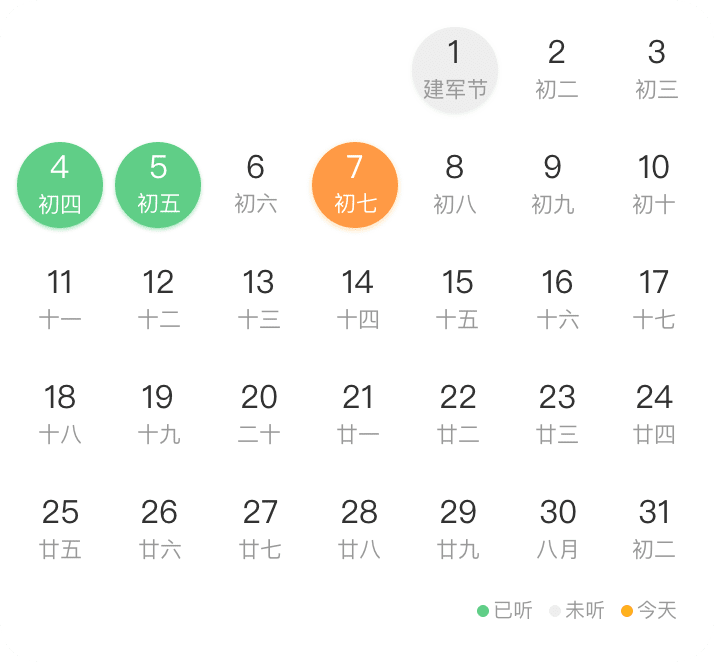 1 2 3
建军节 初二 初三
4 5 6 7 8 9 10
初四 初五 初六 初七 初八 初九 初十
11 12 13 14 15 16 17
十一 十二 十三 十四 十五 十六 十七
18 19 20 21 22 23 24
十八 十九 二十 廿一 廿二 廿三 廿四
25 26 27 28 29 30 31
廿五 廿六 廿七 廿八 廿九 八月 初二
已听 未听 今天